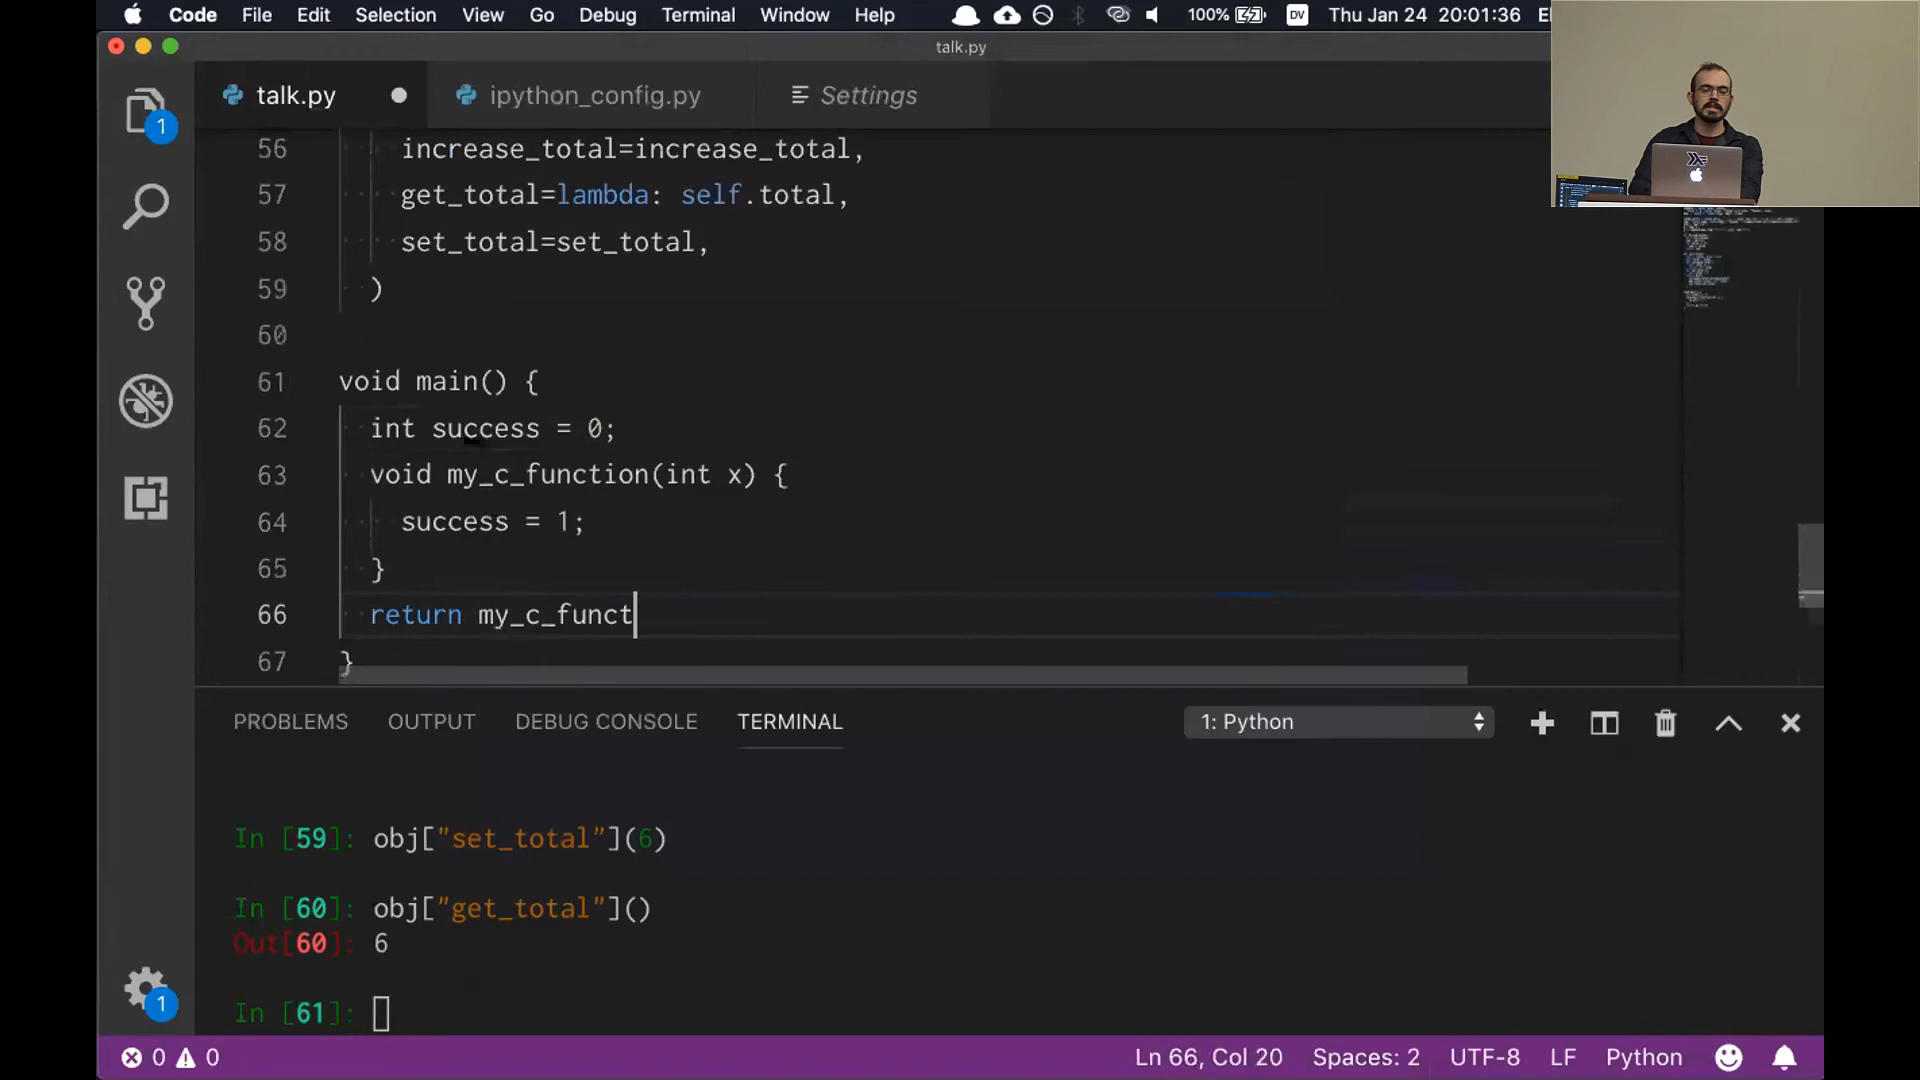 Code File Edit Selection View Go Debug Terminal Window Help 100% DV Thu Jan 24 20:01:36
talk.py
talk.py ipython_config.py Settings
1
56 increase_total=increase_total,
57 get_total=lambda: self.total,
58 set_total=set_total,
59 )
60
61 void main() {
62 int success = 0;
63 void my_c_function(int x) {
64 success = 1;
65 }
66 return my_c_funct
67 }
PROBLEMS OUTPUT DEBUG CONSOLE TERMINAL 1: Python
In [59]: obj["set_total"](6)
In [60]: obj["get_total"]()
Out[60]: 6
In [61]:
1
0 0 Ln 66, Col 20 Spaces: 2 UTF-8 LF Python